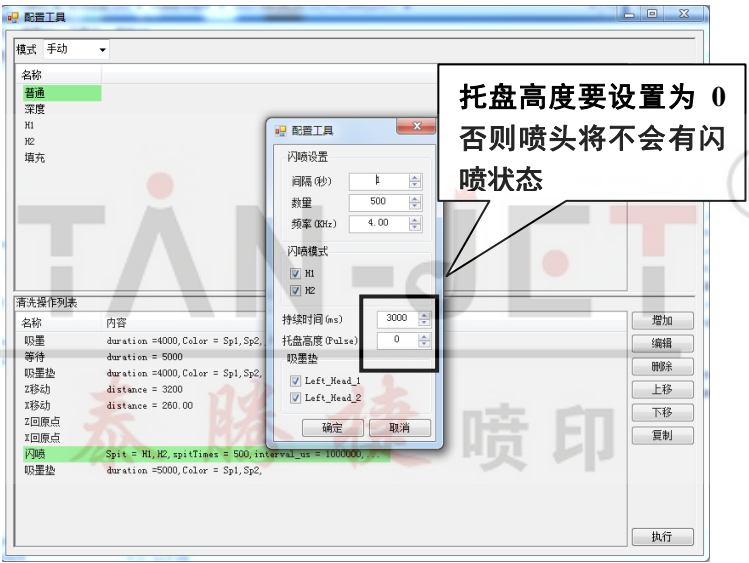 配置工具
模式 手动
名称
普通
深度
H1
H2
填充
托盘高度要设置为 0
否则喷头将不会有闪
喷状态
配置工具
闪喷设置
间隔(秒) 1
数量 500
频率(KHz) 4.00
闪喷模式
H1
H2
持续时间(ms) 3000
托盘高度(Pulse) 0
吸墨垫
Left_Head_1
Left_Head_2
确定 取消
清洗操作列表
名称 内容
吸墨 duration =4000,Color = Sp1,Sp2,
等待 duration = 5000
吸墨垫 duration =4000,Color = Sp1,Sp2,
Z移动 distance = 3200
X移动 distance = 260.00
Z回原点
X回原点
闪喷 Spit = H1,H2,spitTimes = 500,interval_us = 1000000,...
吸墨垫 duration =5000,Color = Sp1,Sp2,
增加
编辑
删除
上移
下移
复制
执行
TAN-JET
泰腾捷喷印